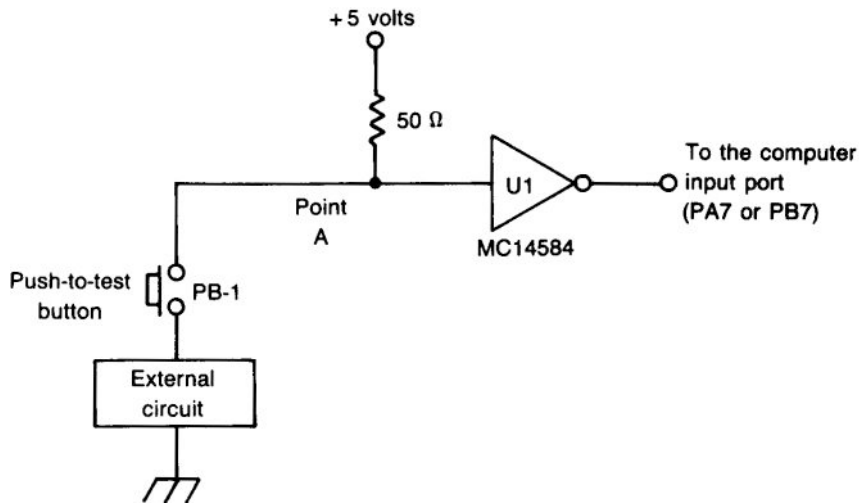 +5 volts
50 Ω
U1
MC14584
To the computer
input port
(PA7 or PB7)
Point
A
Push-to-test
button
PB-1
External
circuit